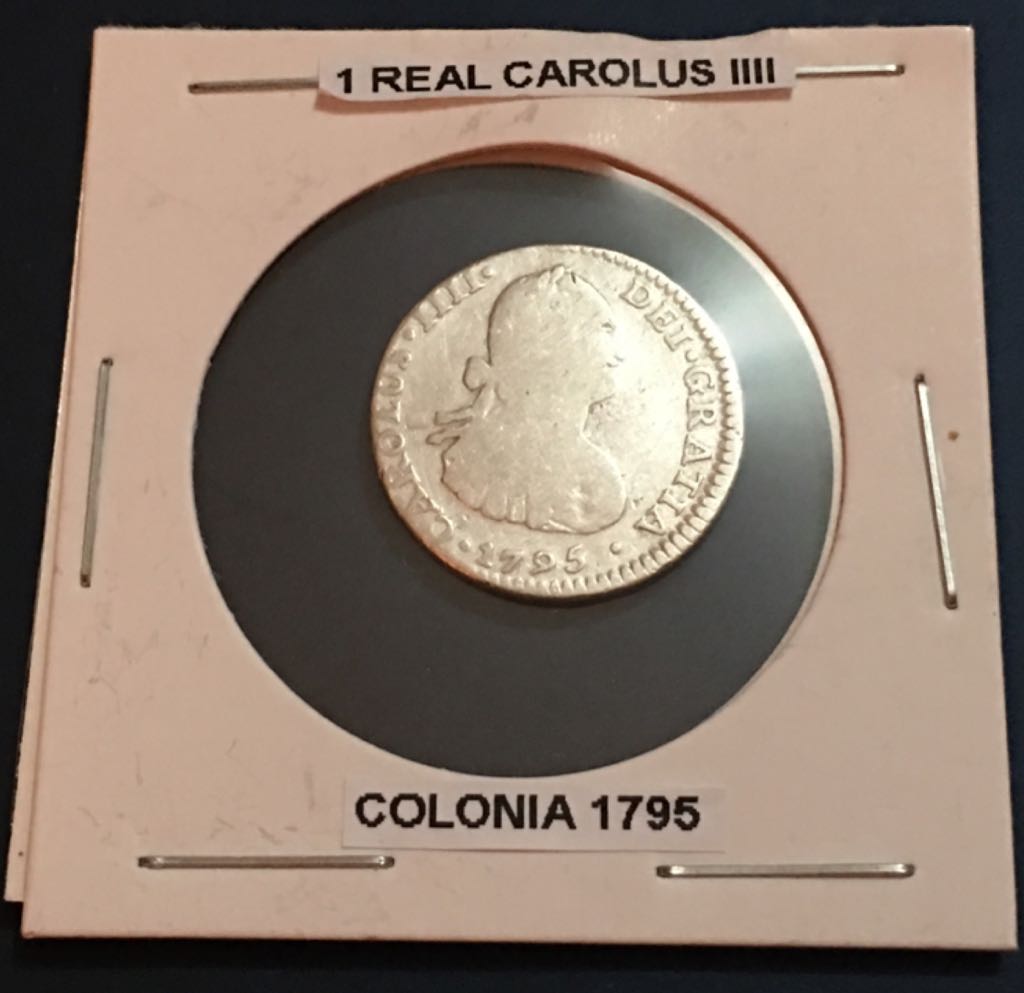 1 REAL CAROLUS IIII
CAROLUS·IIII·
DEI·GRATIA
·1795·
COLONIA 1795